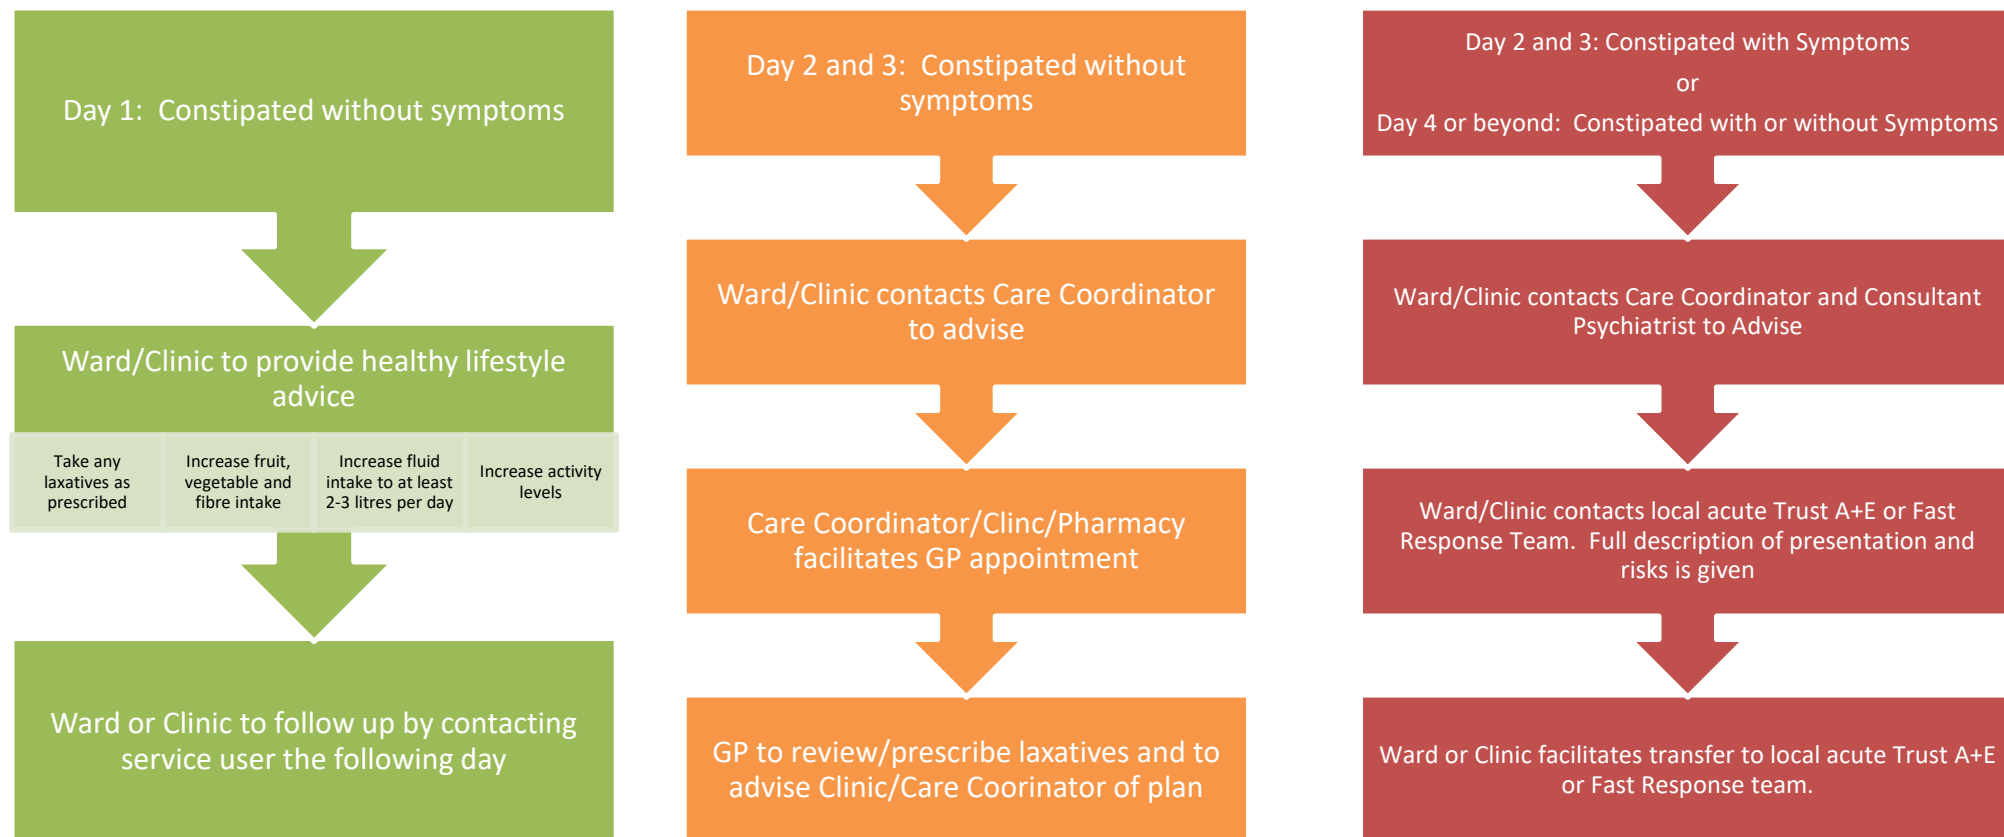 Day 1:  Constipated without symptoms
Ward/Clinic to provide healthy lifestyle
advice
Take any
laxatives as
prescribed
Increase fruit,
vegetable and
fibre intake
Increase fluid
intake to at least
2-3 litres per day
Increase activity
levels
Ward or Clinic to follow up by contacting
service user the following day
Day 2 and 3:  Constipated without
symptoms
Ward/Clinic contacts Care Coordinator
to advise
Care Coordinator/Clinc/Pharmacy
facilitates GP appointment
GP to review/prescribe laxatives and to
advise Clinic/Care Coorinator of plan
Day 2 and 3: Constipated with Symptoms
or
Day 4 or beyond:  Constipated with or without Symptoms
Ward/Clinic contacts Care Coordinator and Consultant
Psychiatrist to Advise
Ward/Clinic contacts local acute Trust A+E or Fast
Response Team.  Full description of presentation and
risks is given
Ward or Clinic facilitates transfer to local acute Trust A+E
or Fast Response team.